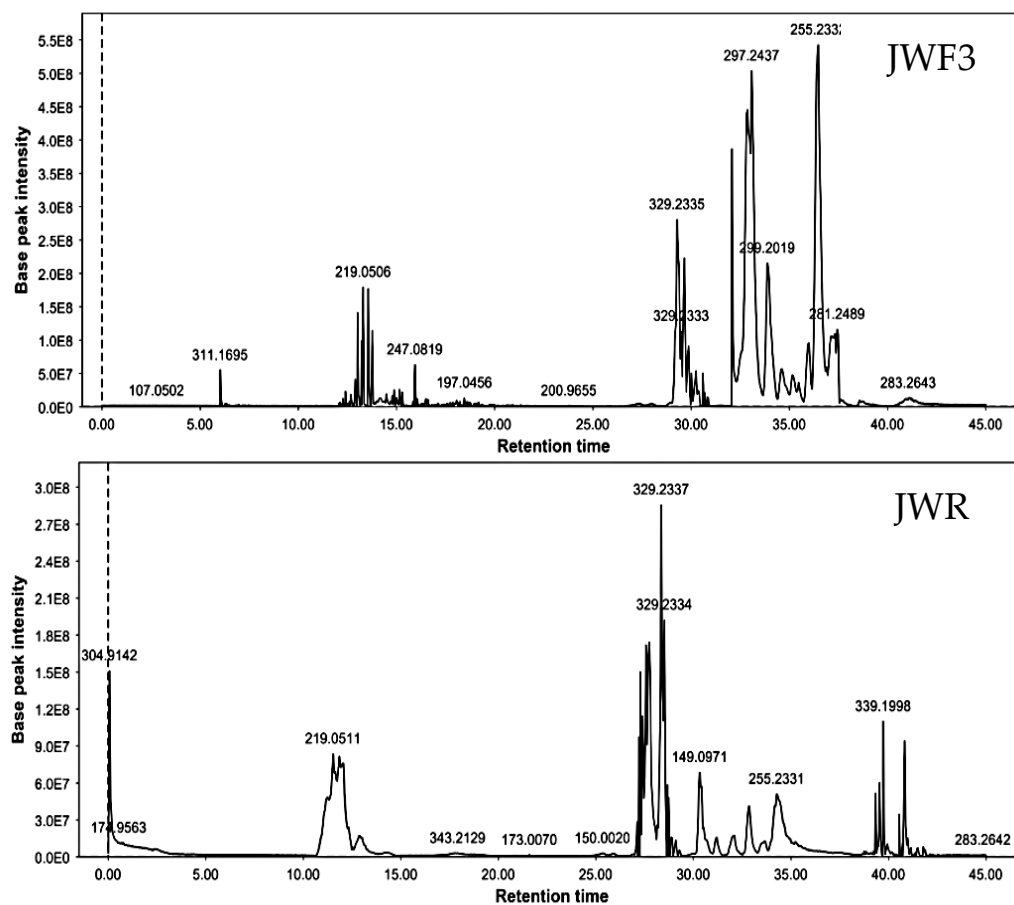 5.5E8
5.0E8
4.5E8
4.0E8
3.5E8
3.0E8
2.5E8
2.0E8
1.5E8
1.0E8
5.0E7
0.0E0
Base peak intensity
107.0502
311.1695
219.0506
247.0819
197.0456
200.9655
329.2335
329.2333
297.2437
299.2019
255.2332
281.2489
283.2643
JWF3
0.00 5.00 10.00 15.00 20.00 25.00 30.00 35.00 40.00 45.00
Retention time
3.0E8
2.7E8
2.4E8
2.1E8
1.8E8
1.5E8
1.2E8
9.0E7
6.0E7
3.0E7
0.0E0
Base peak intensity
304.9142
174.9563
219.0511
343.2129
173.0070
150.0020
329.2337
329.2334
149.0971
255.2331
339.1998
283.2642
JWR
0.00 5.00 10.00 15.00 20.00 25.00 30.00 35.00 40.00 45.00
Retention time